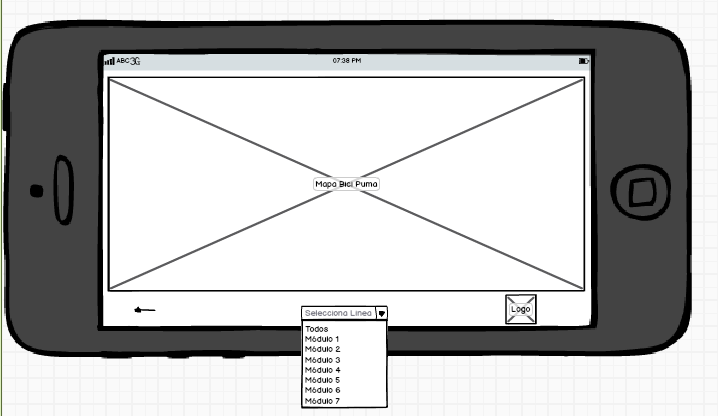 ABC 3G
07:38 PM
Mapa Bici Puma
Selecciona Linea
Logo
Todos
Módulo 1
Módulo 2
Módulo 3
Módulo 4
Módulo 5
Módulo 6
Módulo 7